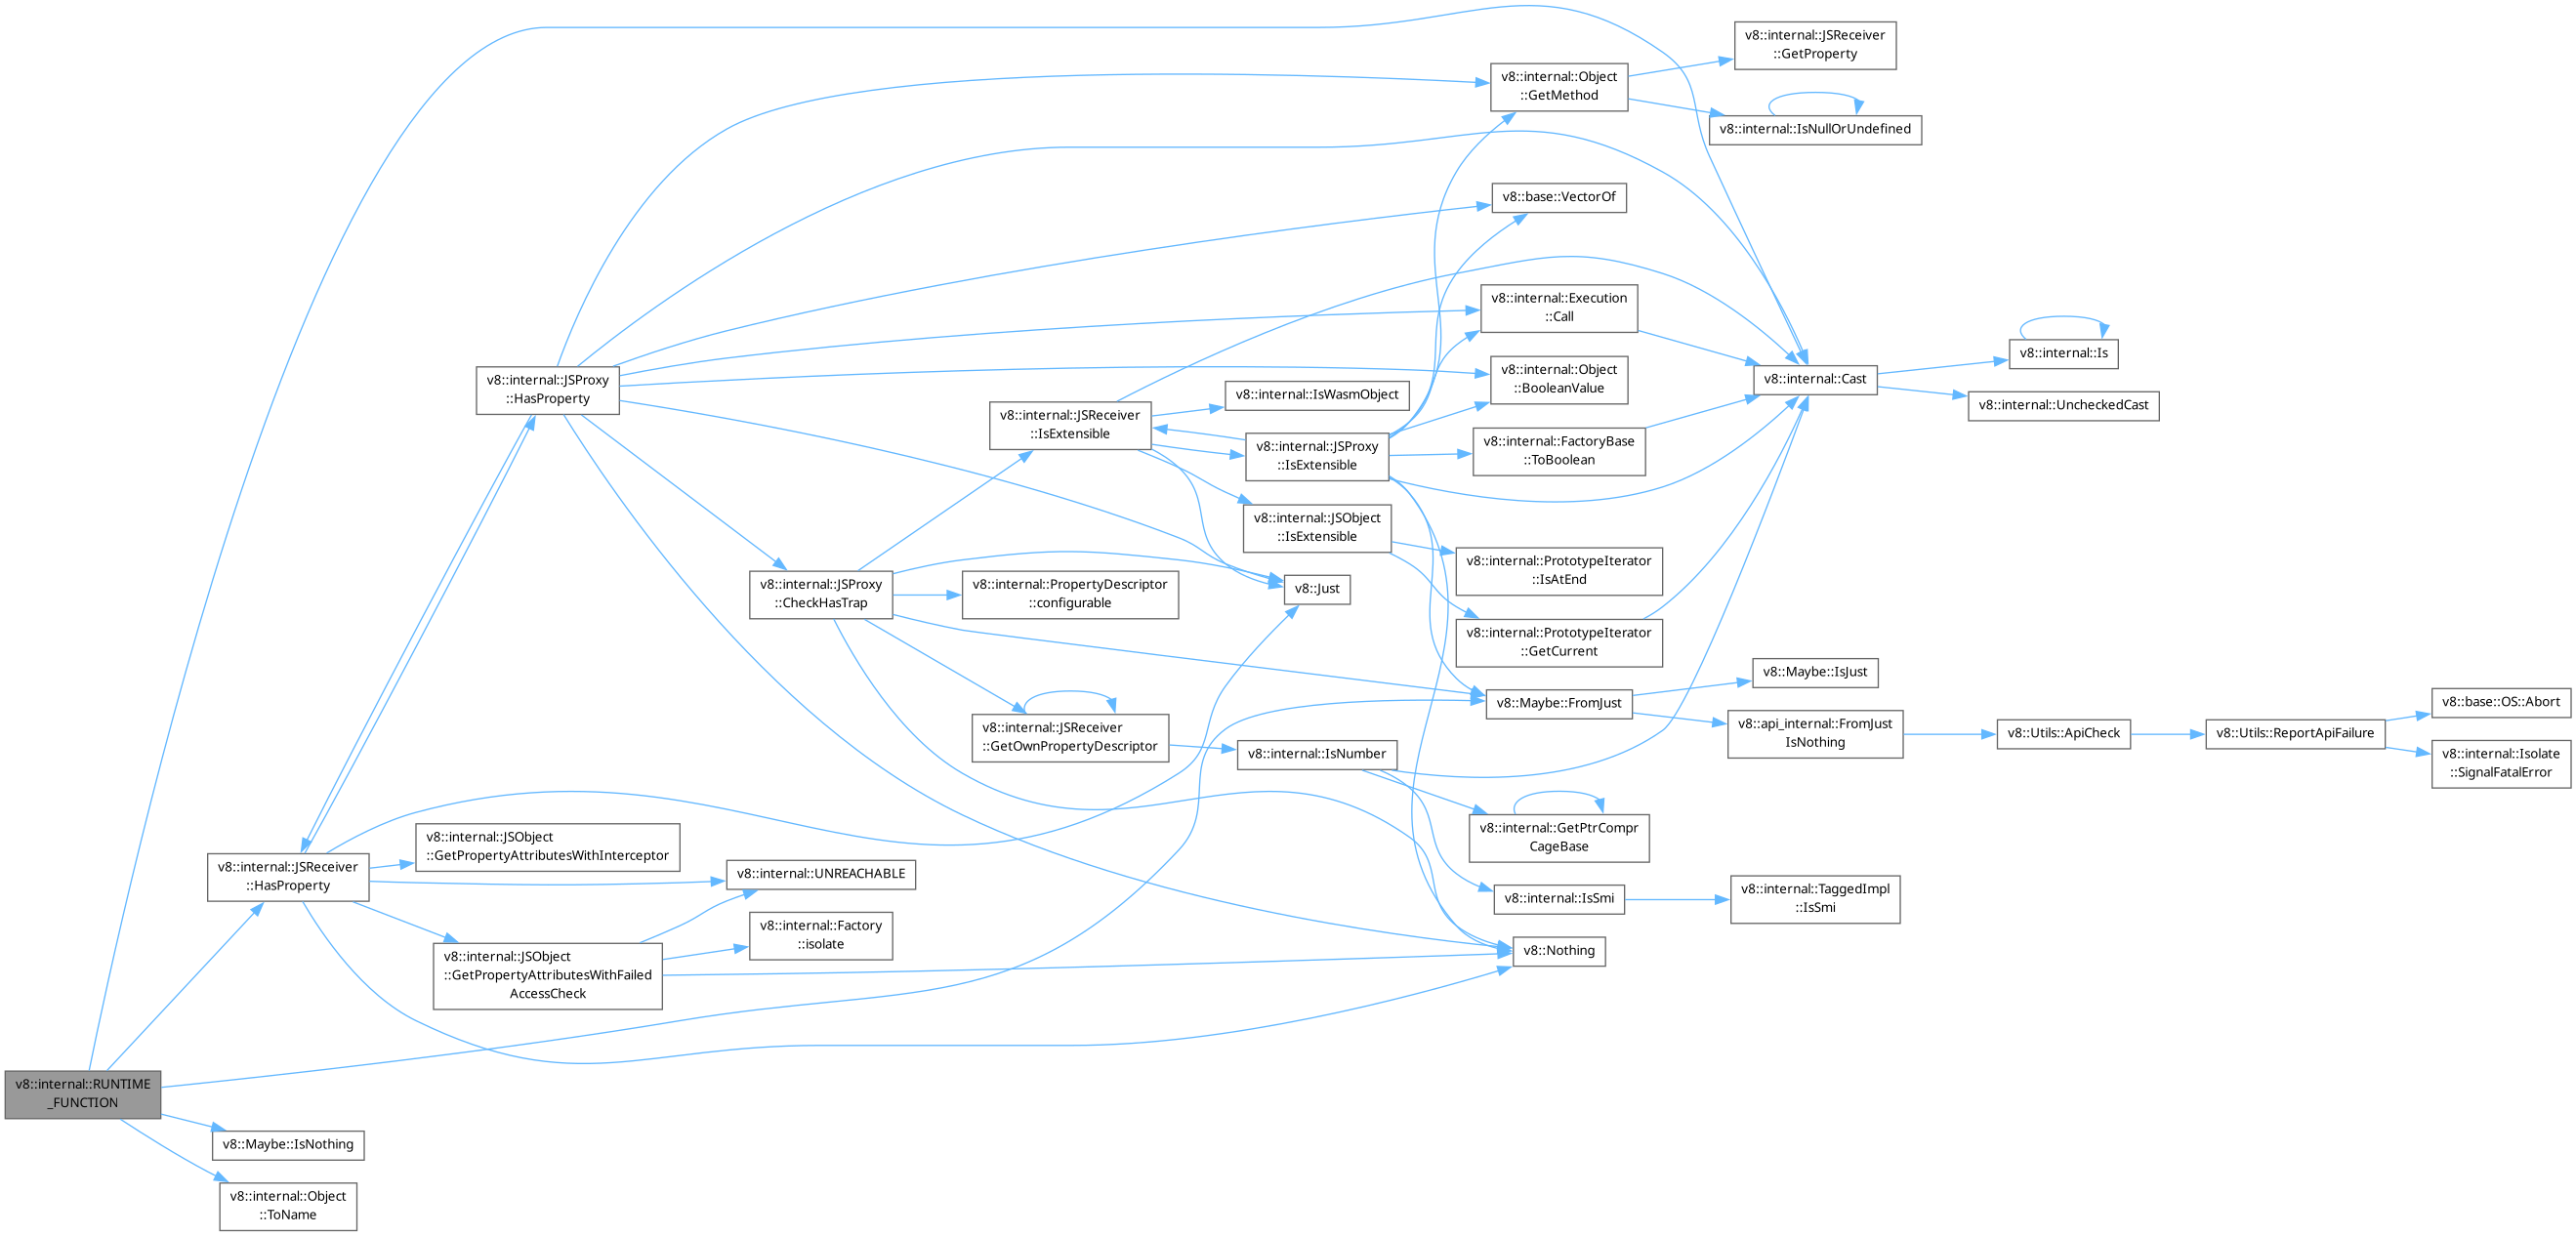 v8::internal::JSReceiver
::GetProperty
v8::internal::Object
::GetMethod
v8::internal::IsNullOrUndefined
v8::base::VectorOf
v8::internal::Execution
::Call
v8::internal::Is
v8::internal::JSProxy
::HasProperty
v8::internal::Object
::BooleanValue
v8::internal::Cast
v8::internal::IsWasmObject
v8::internal::UncheckedCast
v8::internal::JSReceiver
::IsExtensible
v8::internal::JSProxy
::IsExtensible
v8::internal::FactoryBase
::ToBoolean
v8::internal::JSObject
::IsExtensible
v8::internal::PrototypeIterator
::IsAtEnd
v8::internal::JSProxy
::CheckHasTrap
v8::internal::PropertyDescriptor
::configurable
v8::Just
v8::internal::PrototypeIterator
::GetCurrent
v8::Maybe::IsJust
v8::Maybe::FromJust
v8::base::OS::Abort
v8::internal::JSReceiver
::GetOwnPropertyDescriptor
v8::api_internal::FromJust
IsNothing
v8::Utils::ApiCheck
v8::Utils::ReportApiFailure
v8::internal::IsNumber
v8::internal::Isolate
::SignalFatalError
v8::internal::GetPtrCompr
CageBase
v8::internal::JSObject
::GetPropertyAttributesWithInterceptor
v8::internal::JSReceiver
::HasProperty
v8::internal::UNREACHABLE
v8::internal::IsSmi
v8::internal::TaggedImpl
::IsSmi
v8::internal::Factory
::isolate
v8::Nothing
v8::internal::JSObject
::GetPropertyAttributesWithFailed
AccessCheck
v8::internal::RUNTIME
_FUNCTION
v8::Maybe::IsNothing
v8::internal::Object
::ToName